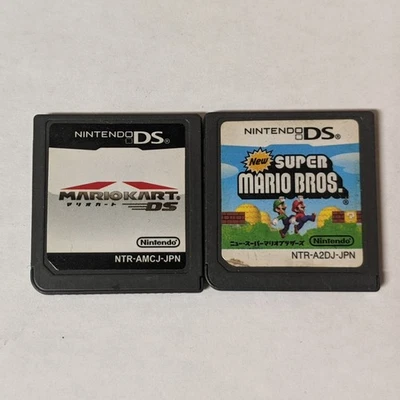 NINTENDO DS®
MARIOKART®
マリオカート DS
Nintendo®
NTR-AMCJ-JPN
NINTENDO DS®
New SUPER
MARIO BROS.®
ニュー・スーパーマリオブラザーズ
Nintendo®
NTR-A2DJ-JPN